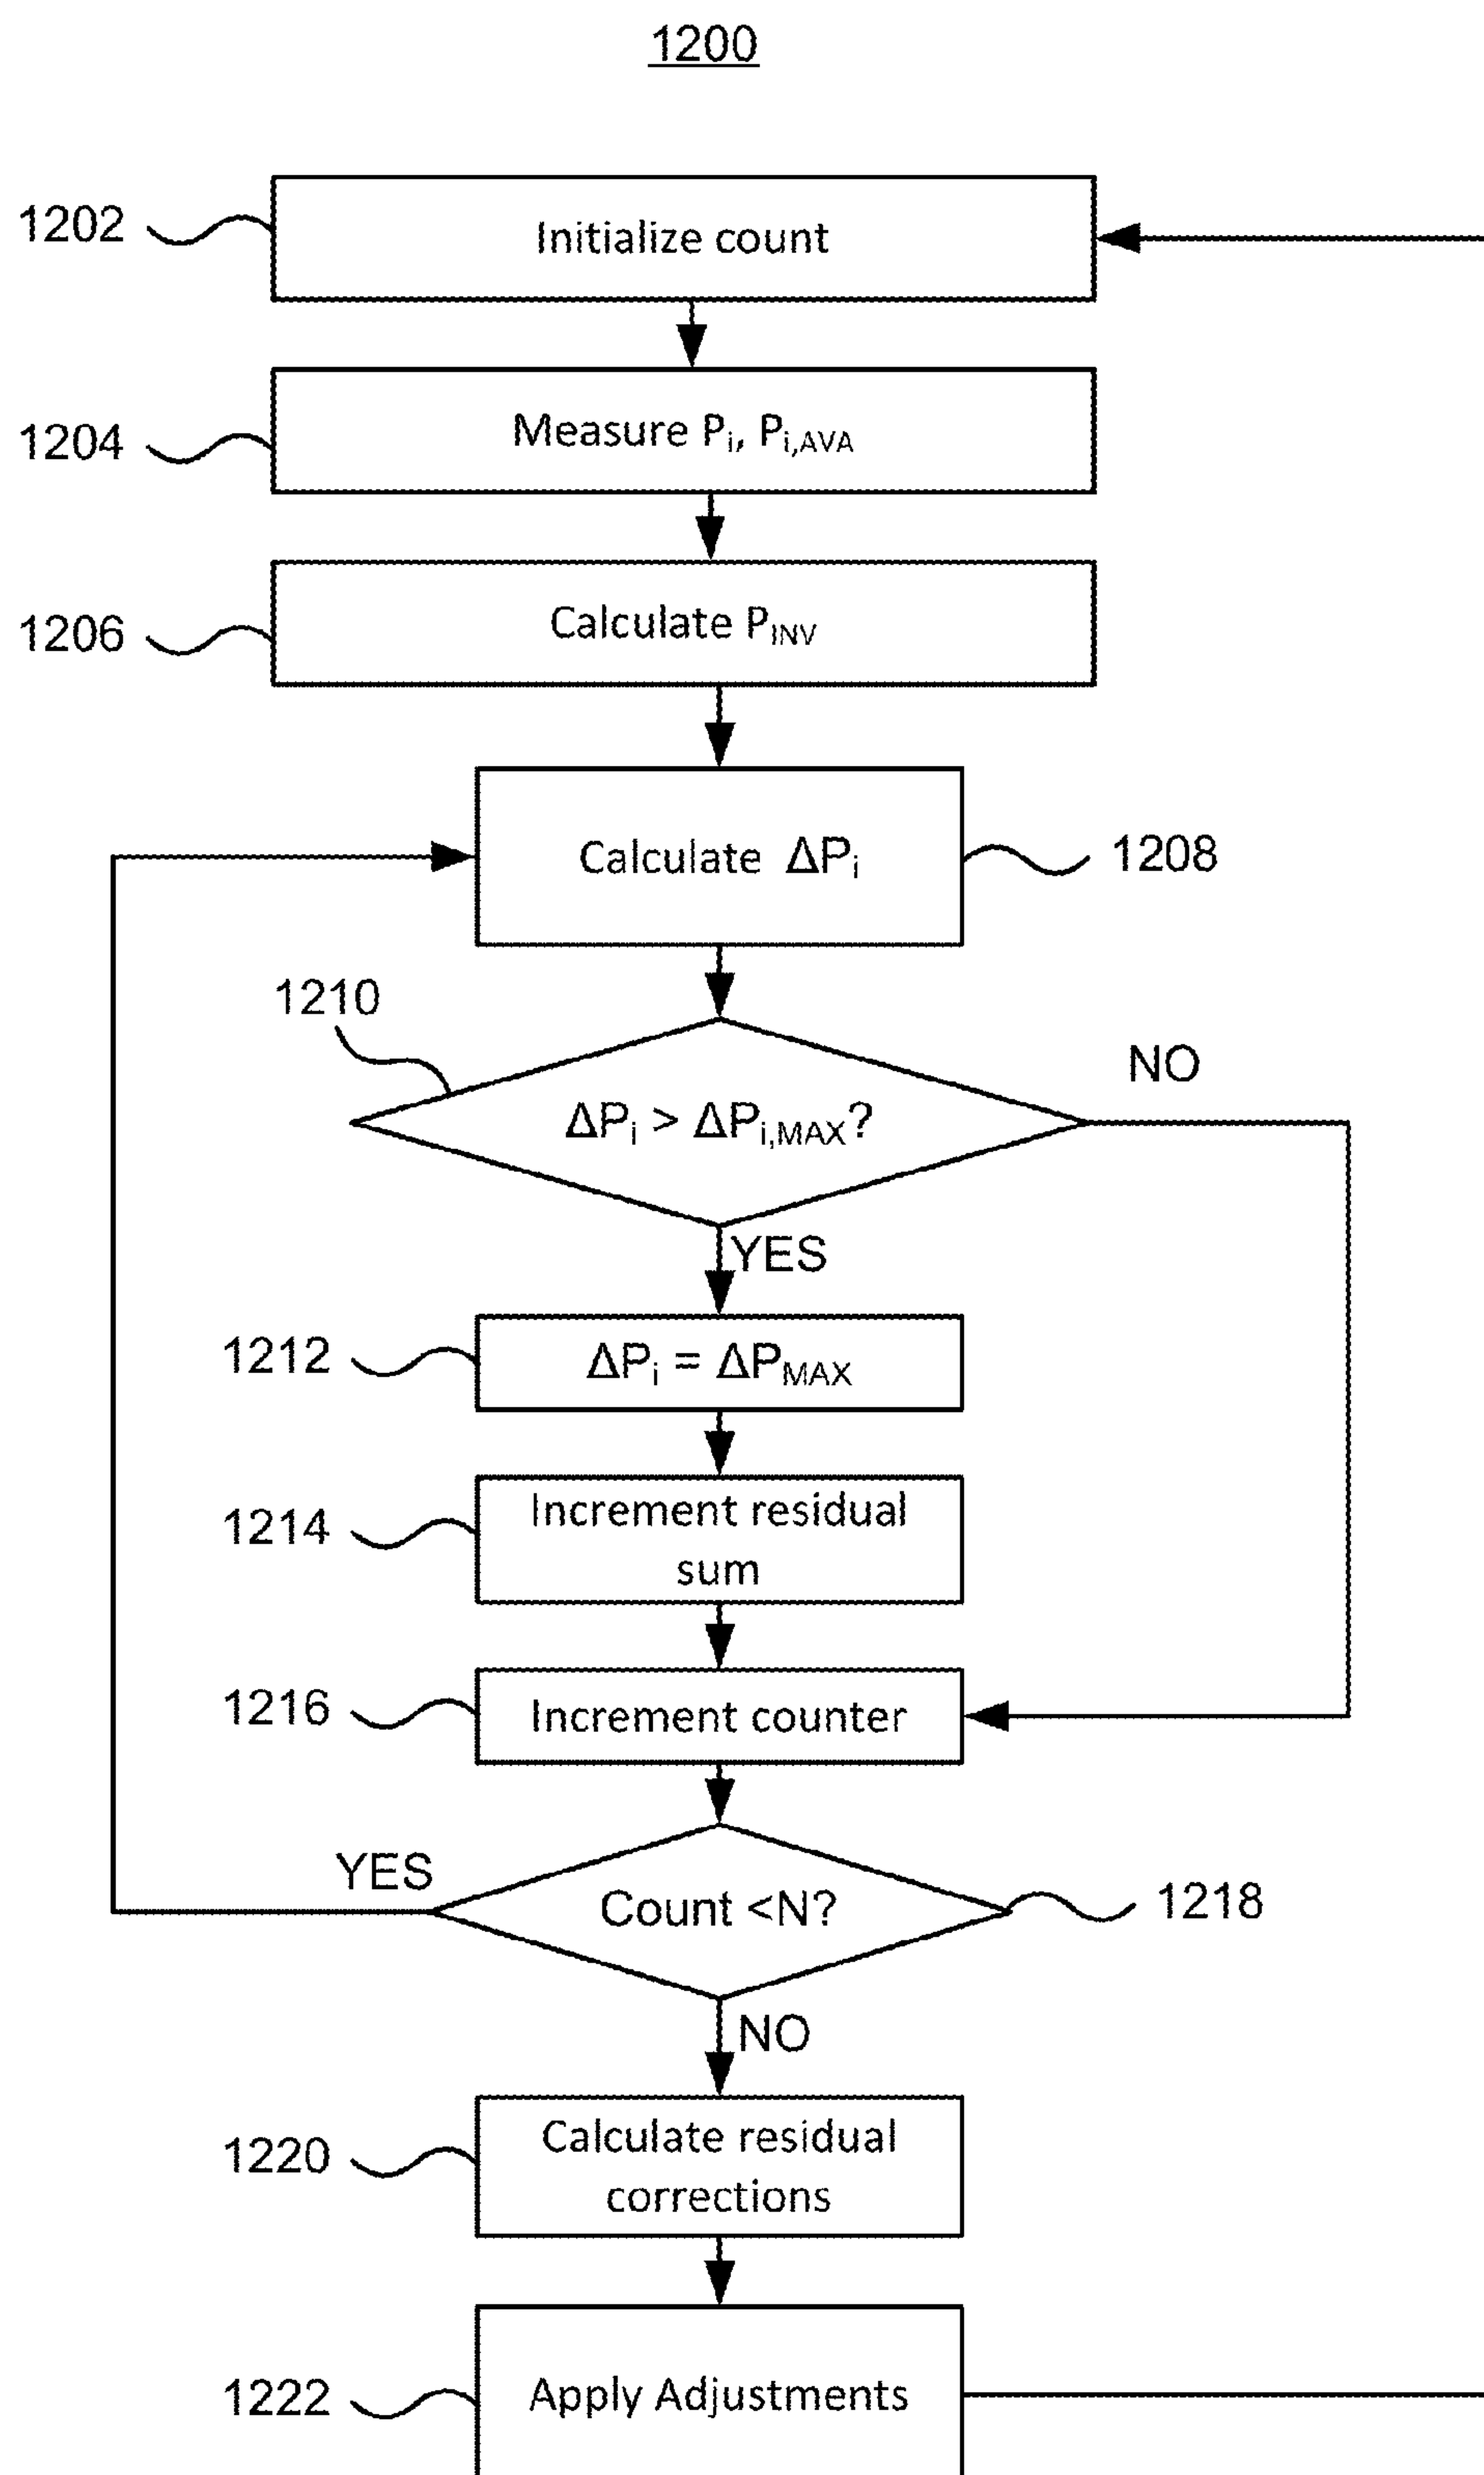 1200
1202
Initialize count
1204
Measure Pᵢ, Pᵢ,AVA
1206
Calculate PINV
Calculate ΔPᵢ
1208
1210
ΔPᵢ > ΔPᵢ,MAX?
NO
YES
1212
ΔPᵢ = ΔPMAX
1214
Increment residual
sum
1216
Increment counter
YES
Count <N?
1218
NO
1220
Calculate residual
corrections
1222
Apply Adjustments